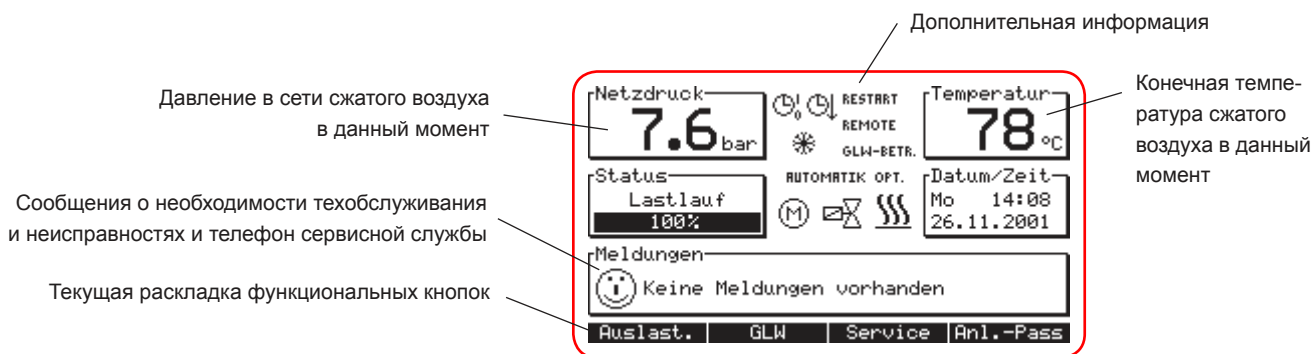 Дополнительная информация
Давление в сети сжатого воздуха
в данный момент
Конечная темпе-
ратура сжатого
воздуха в данный
момент
Netzdruck
7.6 bar
RESTART
REMOTE
GLW-BETR.
Temperatur
78 °C
Status
Lastlauf
100%
AUTOMATIK OPT.
M
Datum/Zeit
Mo 14:08
26.11.2001
Сообщения о необходимости техобслуживания
и неисправностях и телефон сервисной службы
Meldungen
Keine Meldungen vorhanden
Текущая раскладка функциональных кнопок
Auslast. GLW Service Anl.-Pass